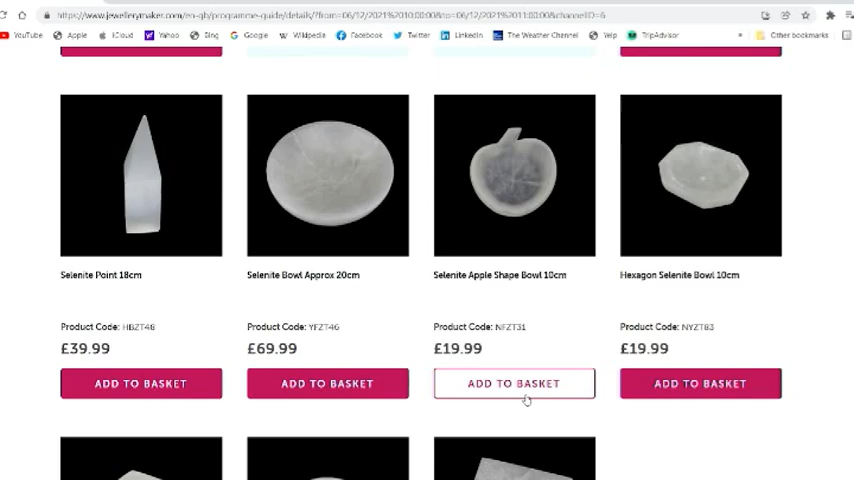 https://www.jewellerymaker.com/en-gb/programme-guide/details/?from=06/12/2021%2010:00:00&to=06/12/2021%2011:00:00&channelID=6
YouTube Apple iCloud Yahoo Bing Google Wikipedia Facebook Twitter LinkedIn The Weather Channel Yelp TripAdvisor » Other bookmarks
Selenite Point 18cm
Selenite Bowl Approx 20cm
Selenite Apple Shape Bowl 10cm
Hexagon Selenite Bowl 10cm
Product Code: HBZT48
Product Code: YFZT46
Product Code: NFZT31
Product Code: NYZT83
£39.99
£69.99
£19.99
£19.99
ADD TO BASKET
ADD TO BASKET
ADD TO BASKET
ADD TO BASKET